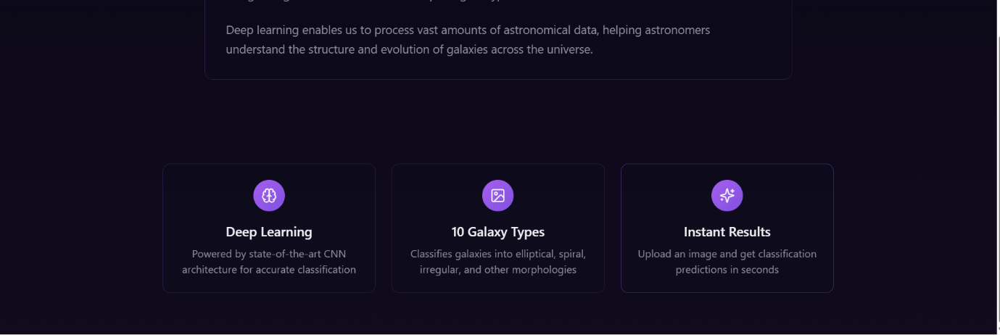 Deep learning enables us to process vast amounts of astronomical data, helping astronomers
understand the structure and evolution of galaxies across the universe.
Deep Learning
Powered by state-of-the-art CNN
architecture for accurate classification
10 Galaxy Types
Classifies galaxies into elliptical, spiral,
irregular, and other morphologies
Instant Results
Upload an image and get classification
predictions in seconds